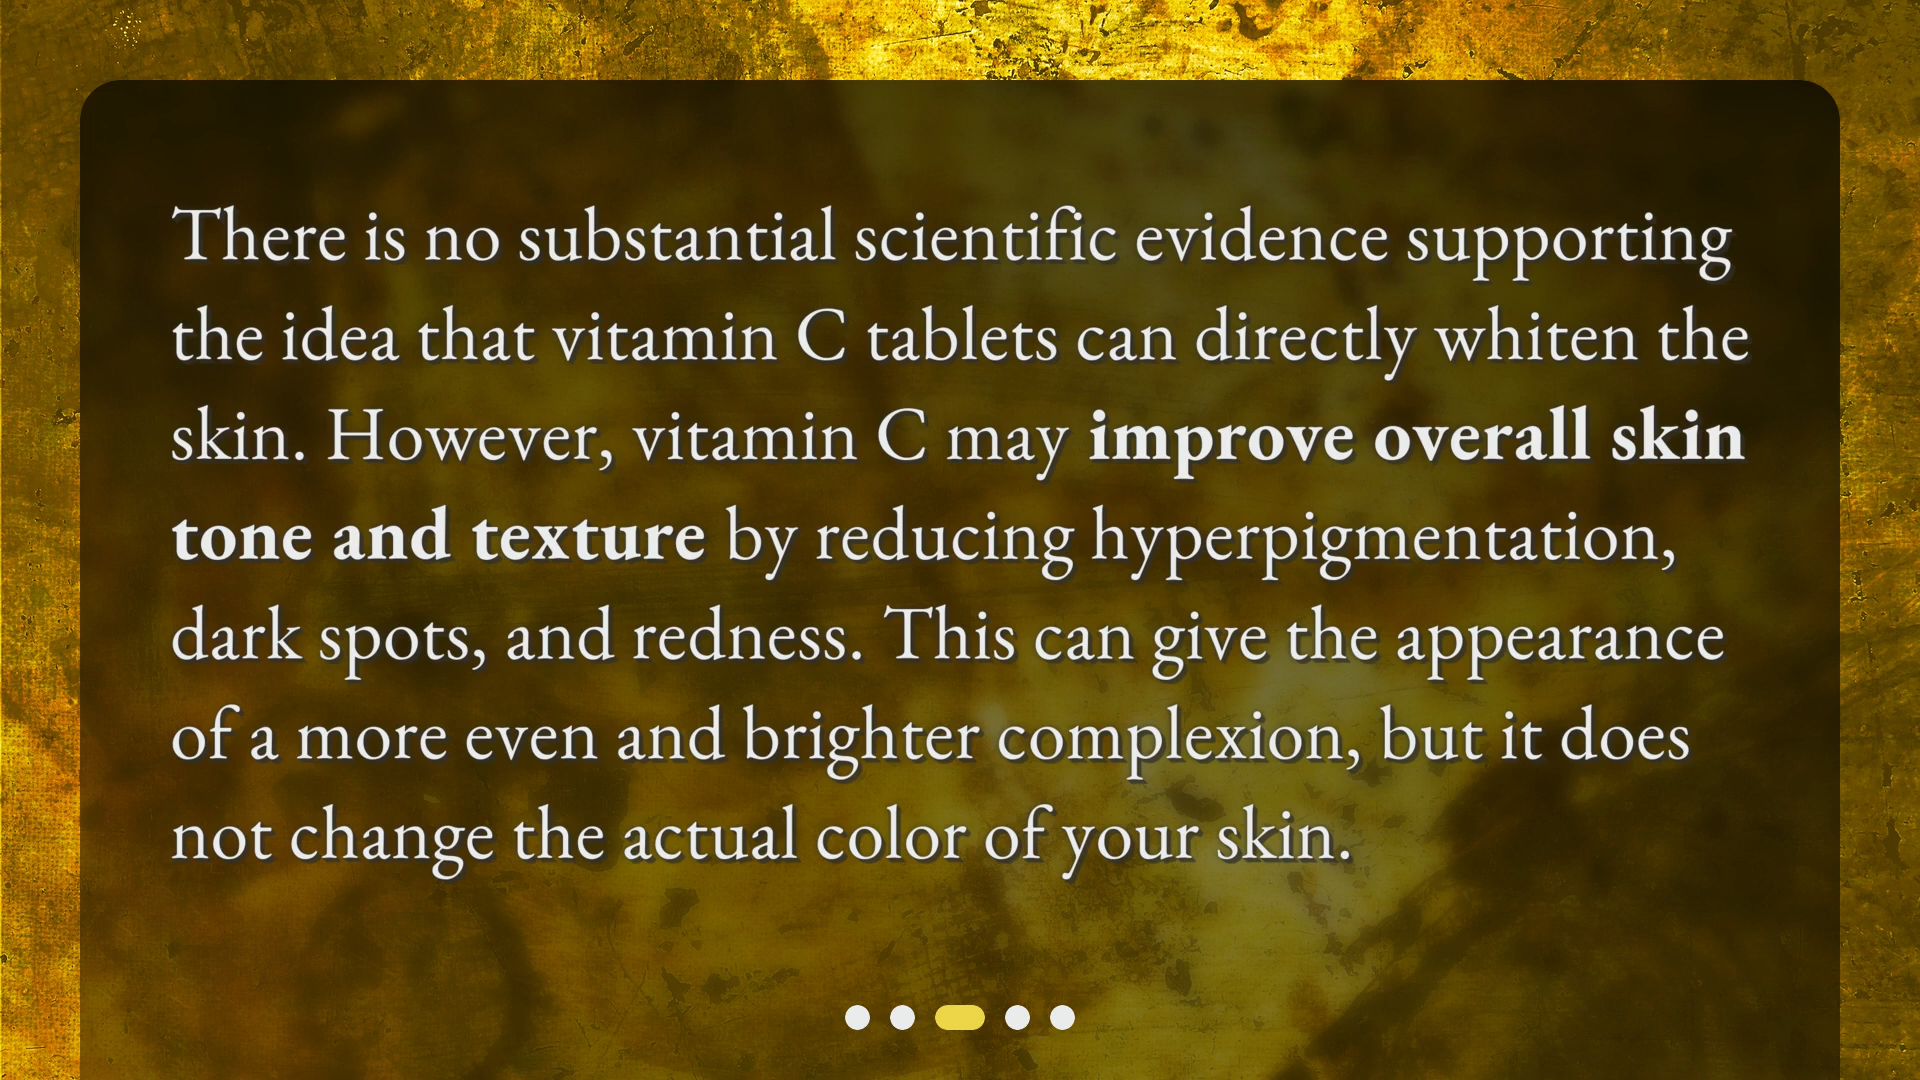 There is no substantial scientific evidence supporting
the idea that vitamin C tablets can directly whiten the
skin. However, vitamin C may improve overall skin
tone and texture by reducing hyperpigmentation,
dark spots, and redness. This can give the appearance
of a more even and brighter complexion, but it does
not change the actual color of your skin.